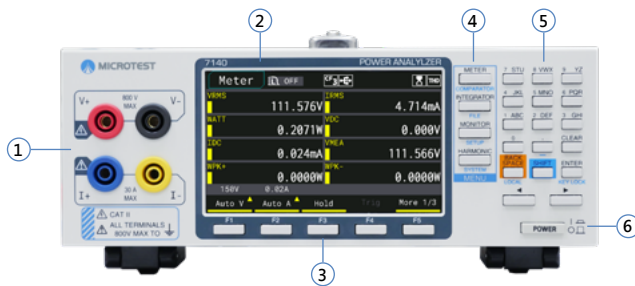 2
4
5
1
3
6
MICROTEST
7140
POWER ANALYLZER
V+
800 V
MAX
V-
I+
30 A
MAX
I-
CAT II
ALL TERMINALS
800V MAX TO
Meter
OFF
CF3
THD
VRMS
111.576V
IRMS
4.714mA
WATT
0.2071W
VDC
0.000V
IDC
0.024mA
VMEA
111.566V
WPK+
0.0000W
WPK-
0.0000W
150V 0.02A
Auto V
Auto A
Hold
Trig
More 1/3
F1
F2
F3
F4
F5
METER
COMPARATOR
INTEGRATOR
FILE
MONITOR
SETUP
HARMONIC
SYSTEM
MENU
7 STU
8 VWX
9 YZ
4 JKL
5 MNO
6 PQR
1 ABC
2 DEF
3 GHI
0
.
CLEAR
BACK
SPACE
SHIFT
ENTER
LOCAL
KEY LOCK
POWER